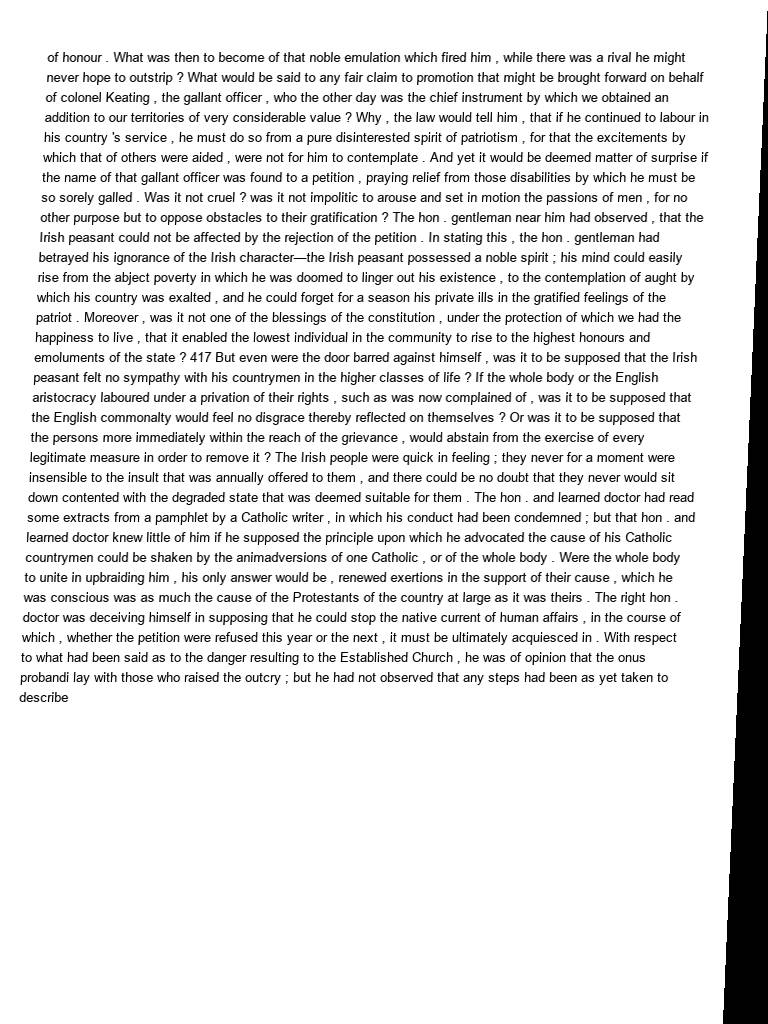 of honour . What was then to become of that noble emulation which fired him , while there was a rival he might
never hope to outstrip ? What would be said to any fair claim to promotion that might be brought forward on behalf
of colonel Keating , the gallant officer , who the other day was the chief instrument by which we obtained an
addition to our territories of very considerable value ? Why , the law would tell him , that if he continued to labour in
his country 's service , he must do so from a pure disinterested spirit of patriotism , for that the excitements by
which that of others were aided , were not for him to contemplate . And yet it would be deemed matter of surprise if
the name of that gallant officer was found to a petition , praying relief from those disabilities by which he must be
so sorely galled . Was it not cruel ? was it not impolitic to arouse and set in motion the passions of men , for no
other purpose but to oppose obstacles to their gratification ? The hon . gentleman near him had observed , that the
Irish peasant could not be affected by the rejection of the petition . In stating this , the hon . gentleman had
betrayed his ignorance of the Irish character—the Irish peasant possessed a noble spirit ; his mind could easily
rise from the abject poverty in which he was doomed to linger out his existence , to the contemplation of aught by
which his country was exalted , and he could forget for a season his private ills in the gratified feelings of the
patriot . Moreover , was it not one of the blessings of the constitution , under the protection of which we had the
happiness to live , that it enabled the lowest individual in the community to rise to the highest honours and
emoluments of the state ? 417 But even were the door barred against himself , was it to be supposed that the Irish
peasant felt no sympathy with his countrymen in the higher classes of life ? If the whole body or the English
aristocracy laboured under a privation of their rights , such as was now complained of , was it to be supposed that
the English commonalty would feel no disgrace thereby reflected on themselves ? Or was it to be supposed that
the persons more immediately within the reach of the grievance , would abstain from the exercise of every
legitimate measure in order to remove it ? The Irish people were quick in feeling ; they never for a moment were
insensible to the insult that was annually offered to them , and there could be no doubt that they never would sit
down contented with the degraded state that was deemed suitable for them . The hon . and learned doctor had read
some extracts from a pamphlet by a Catholic writer , in which his conduct had been condemned ; but that hon . and
learned doctor knew little of him if he supposed the principle upon which he advocated the cause of his Catholic
countrymen could be shaken by the animadversions of one Catholic , or of the whole body . Were the whole body
to unite in upbraiding him , his only answer would be , renewed exertions in the support of their cause , which he
was conscious was as much the cause of the Protestants of the country at large as it was theirs . The right hon .
doctor was deceiving himself in supposing that he could stop the native current of human affairs , in the course of
which , whether the petition were refused this year or the next , it must be ultimately acquiesced in . With respect
to what had been said as to the danger resulting to the Established Church , he was of opinion that the onus
probandi lay with those who raised the outcry ; but he had not observed that any steps had been as yet taken to
describe